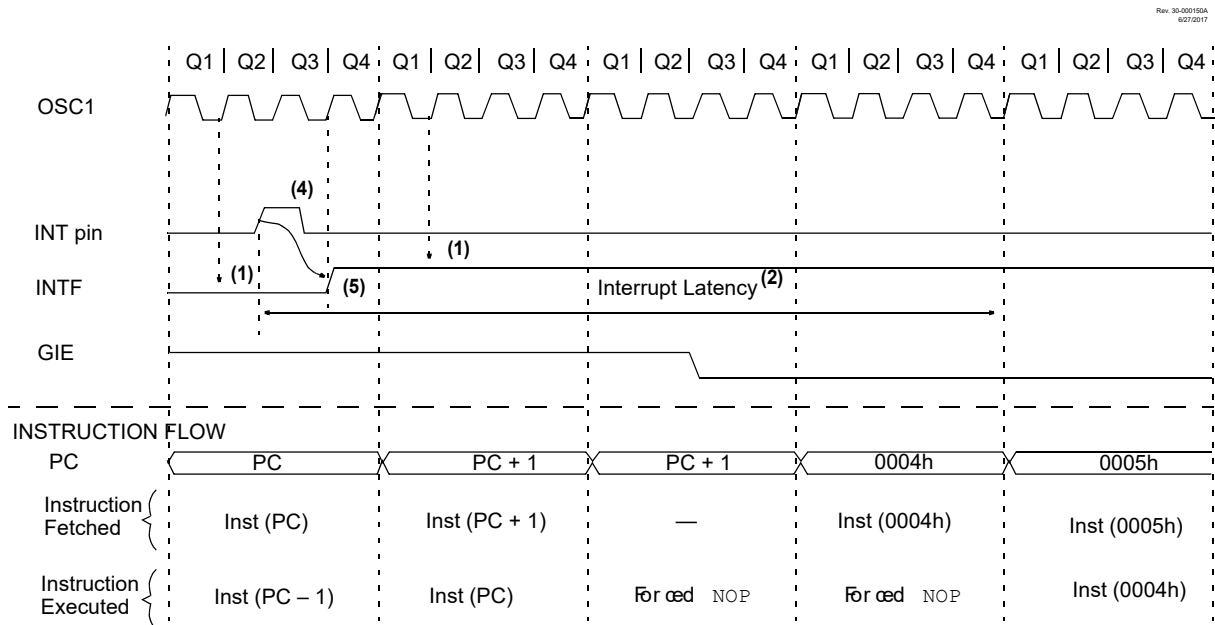 Rev. 30-000150A
6/27/2017
Q1 Q2 Q3 Q4 Q1 Q2 Q3 Q4 Q1 Q2 Q3 Q4 Q1 Q2 Q3 Q4 Q1 Q2 Q3 Q4
OSC1
(4)
INT pin
(1)
(1)
INTF
(5)
Interrupt Latency(2)
GIE
INSTRUCTION FLOW
PC PC PC + 1 PC + 1 0004h 0005h
Instruction
Fetched
Inst (PC) Inst (PC + 1) — Inst (0004h) Inst (0005h)
Instruction
Executed
Inst (PC – 1) Inst (PC) Forced NOP Forced NOP Inst (0004h)